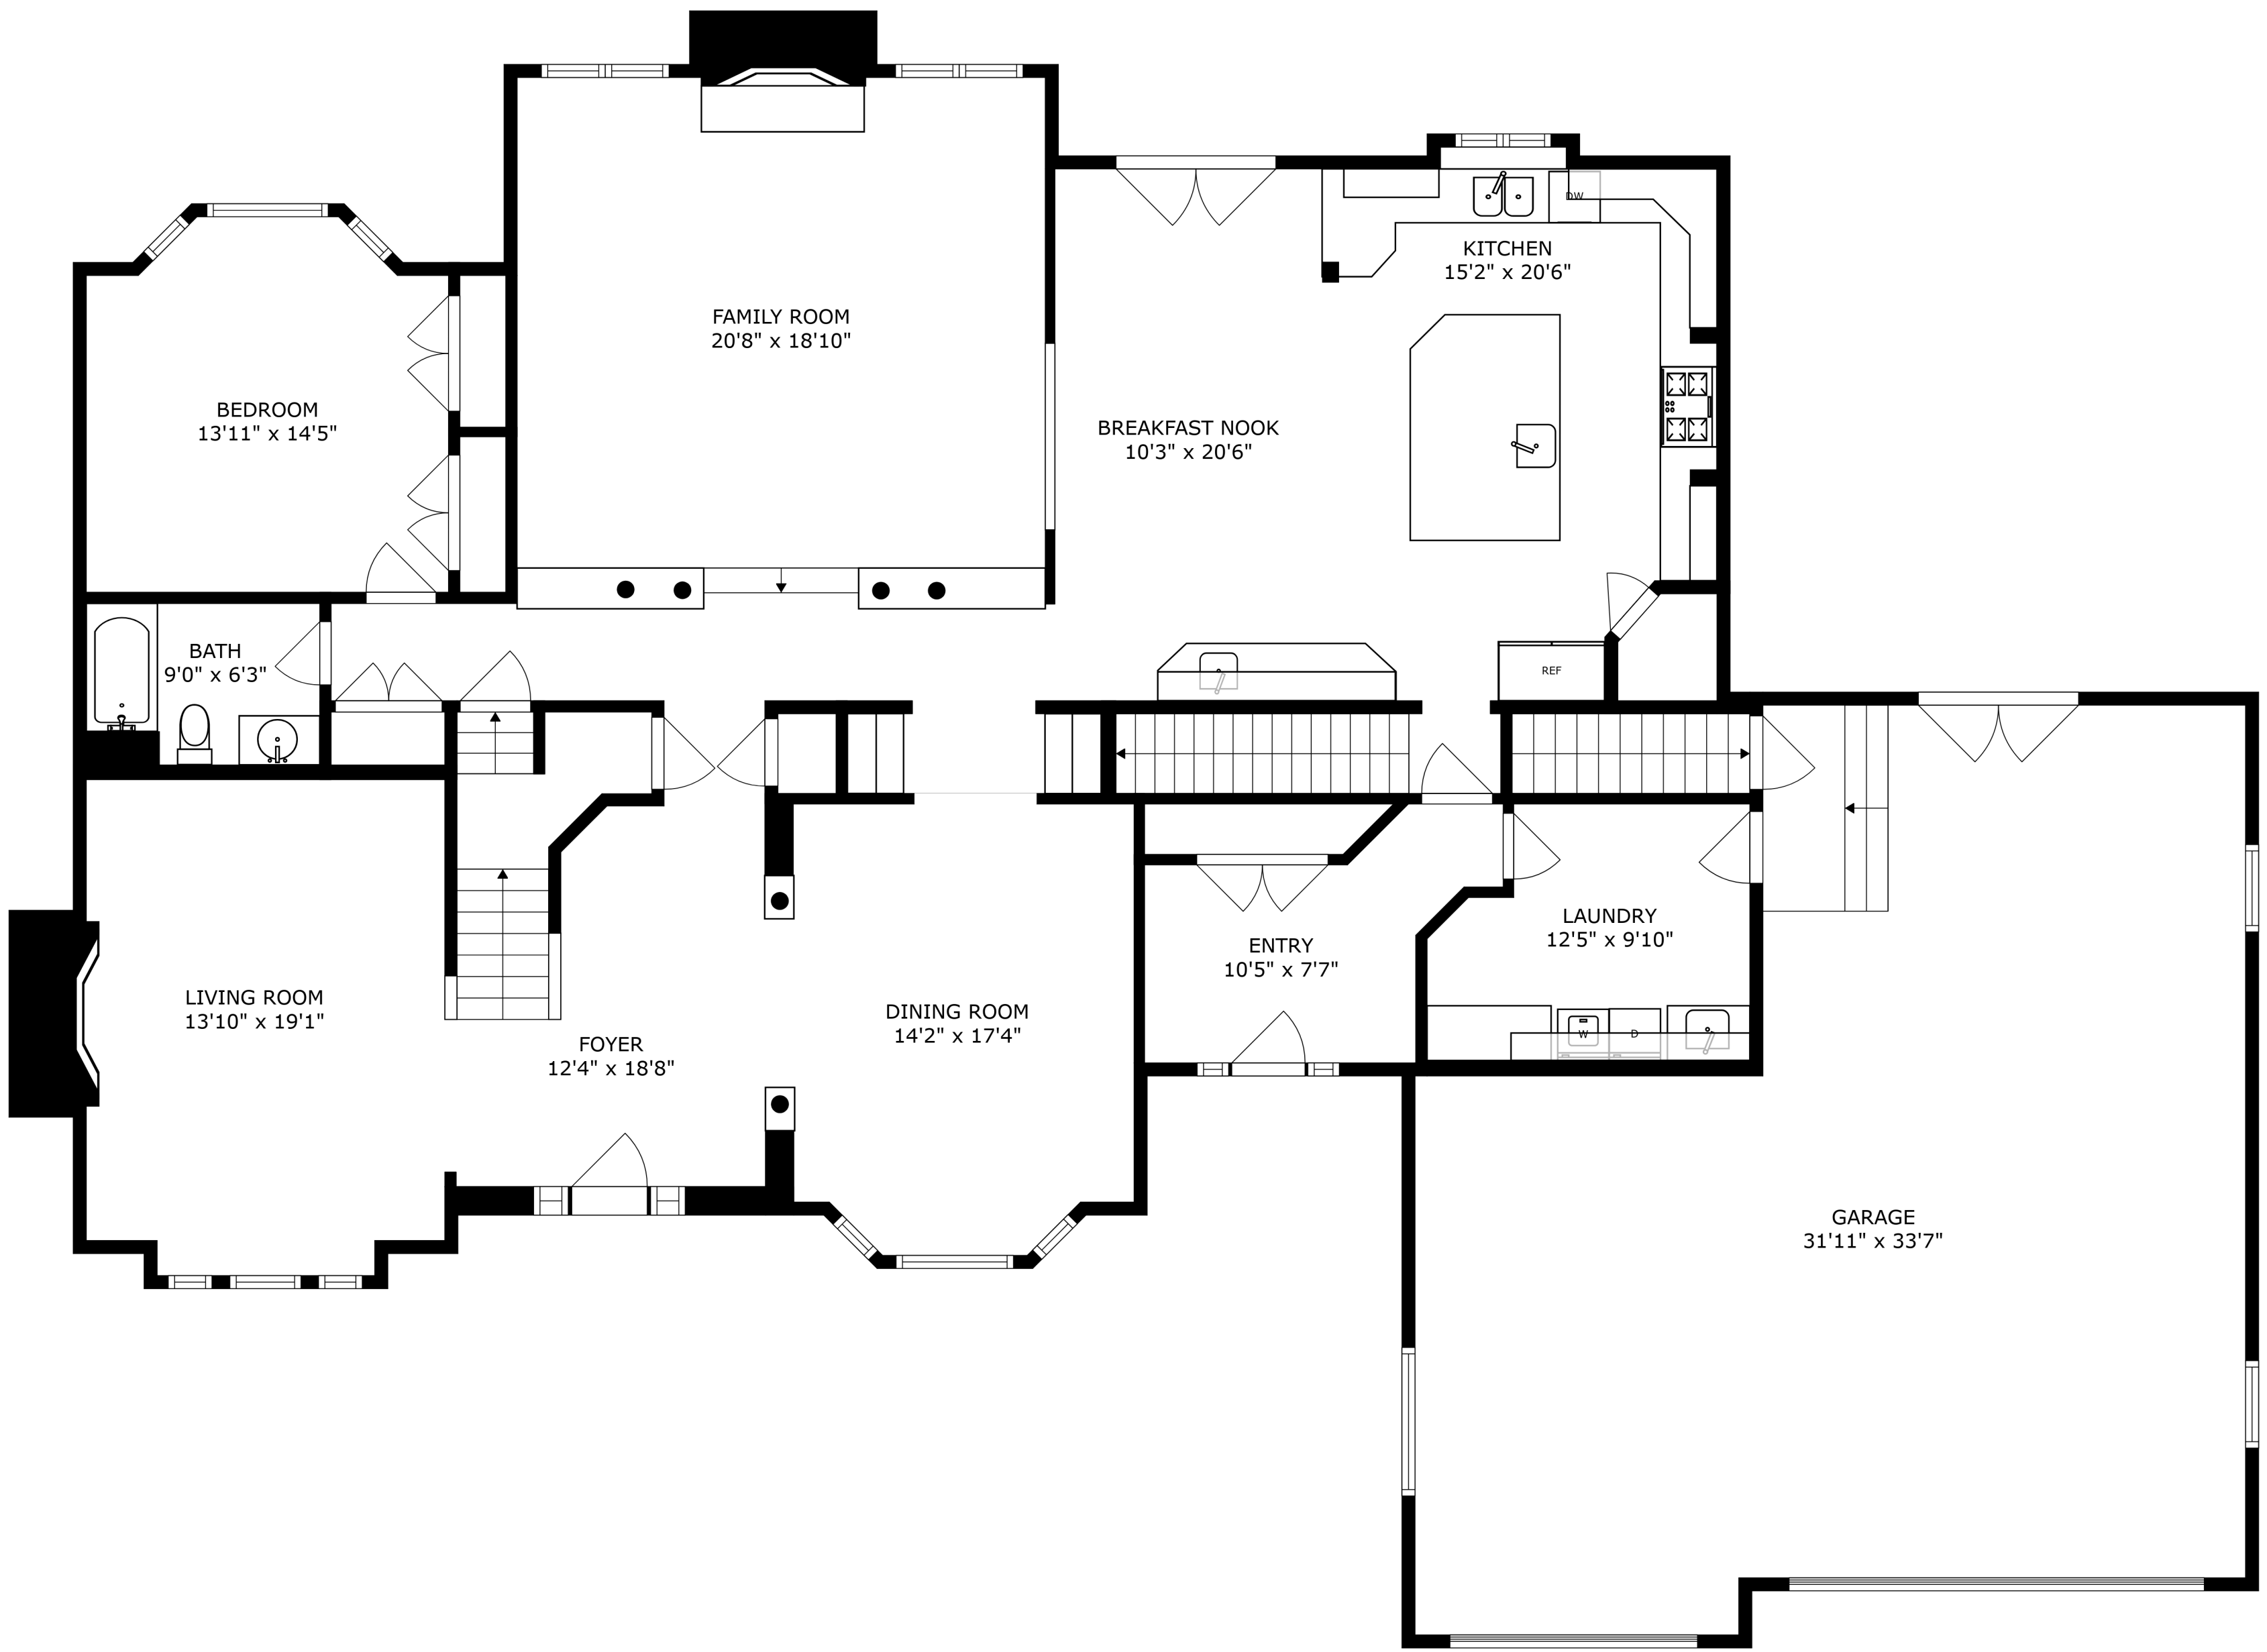 DW
KITCHEN
15'2" x 20'6"
FAMILY ROOM
20'8" x 18'10"
BEDROOM
13'11" x 14'5"
BREAKFAST NOOK
10'3" x 20'6"
BATH
9'0" x 6'3"
REF
LAUNDRY
12'5" x 9'10"
ENTRY
10'5" x 7'7"
LIVING ROOM
13'10" x 19'1"
DINING ROOM
14'2" x 17'4"
W
D
FOYER
12'4" x 18'8"
GARAGE
31'11" x 33'7"